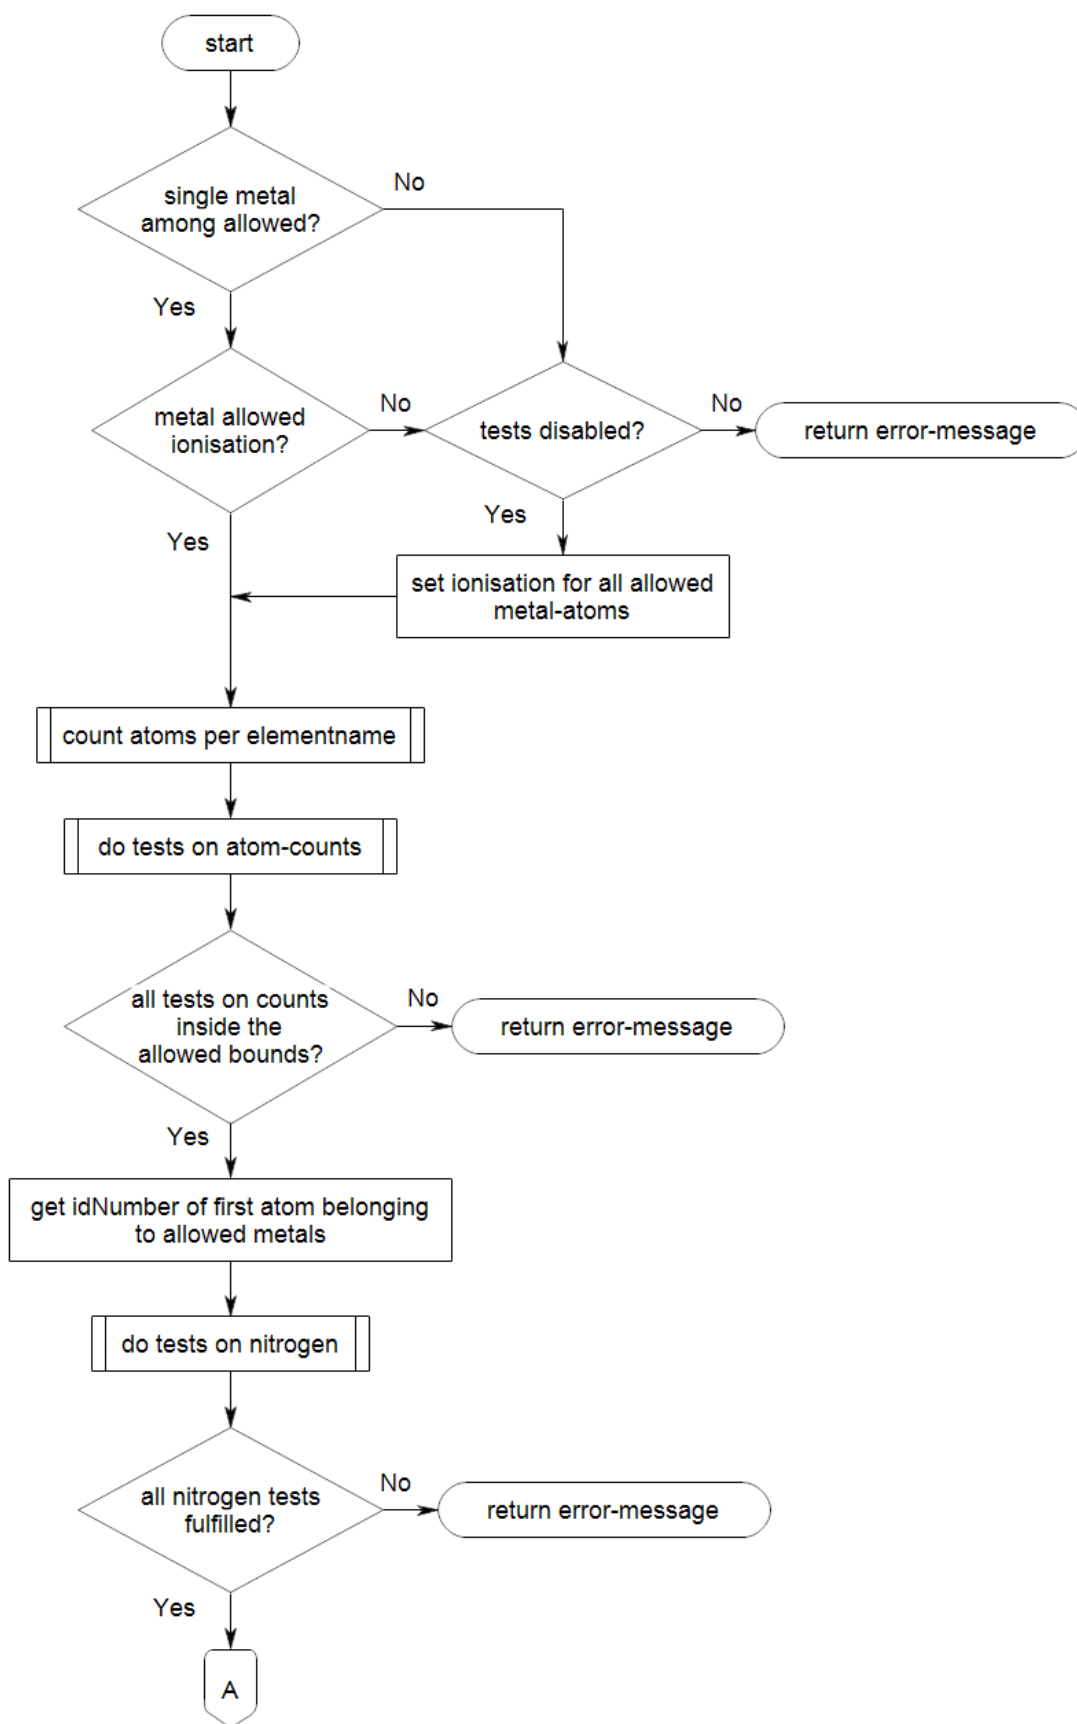 start
single metal
among allowed?
No
Yes
metal allowed
ionisation?
No
tests disabled?
No
return error-message
Yes
Yes
set ionisation for all allowed
metal-atoms
count atoms per elementname
do tests on atom-counts
all tests on counts
inside the
allowed bounds?
No
return error-message
Yes
get idNumber of first atom belonging
to allowed metals
do tests on nitrogen
all nitrogen tests
fulfilled?
No
return error-message
Yes
A